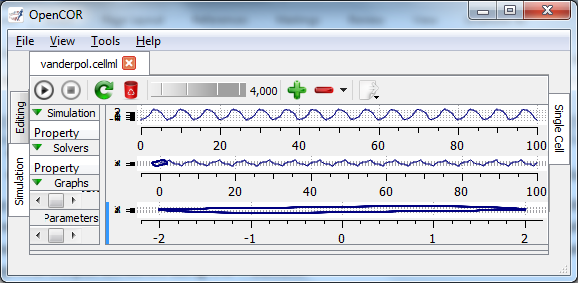 OpenCOR
File View Tools Help
vanderpol.cellml
4,000
Editing
Simulation
Single Cell
Simulation
Property
Solvers
Property
Graphs
Parameters
0 20 40 60 80 100
0 20 40 60 80 100
-2 -1 0 1 2